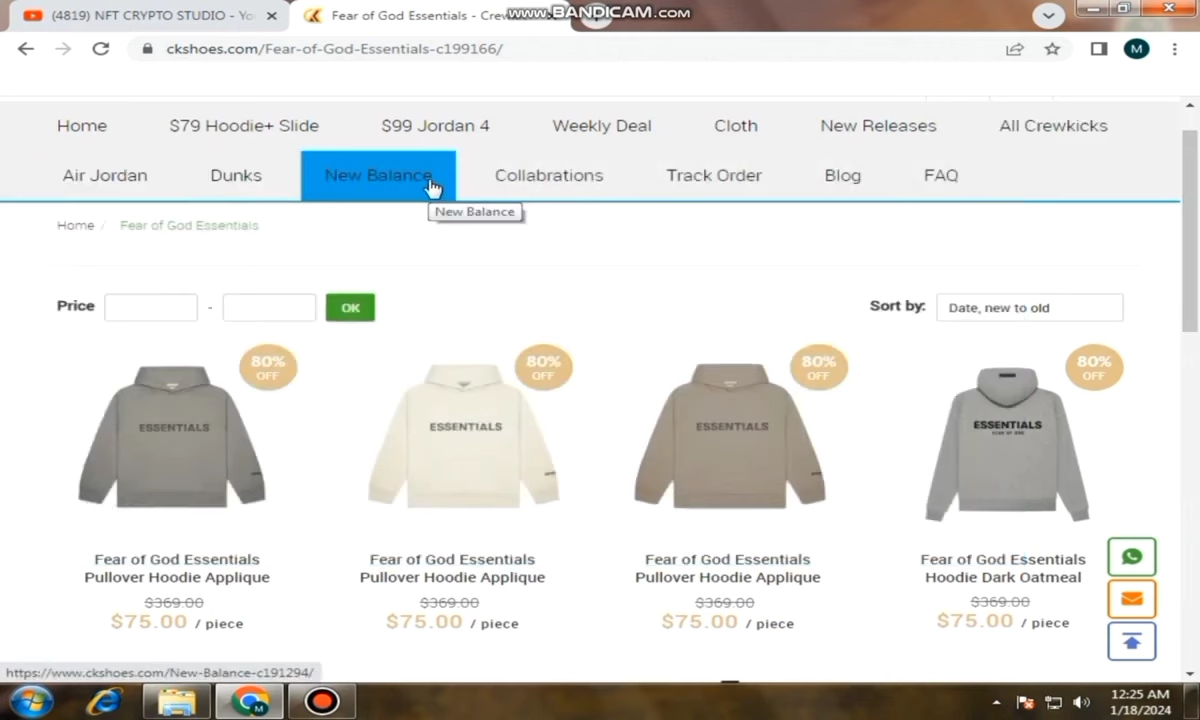 (4819) NFT CRYPTO STUDIO - Yo
Fear of God Essentials - Crew
www.BANDICAM.com
ckshoes.com/Fear-of-God-Essentials-c199166/
M
Home $79 Hoodie+ Slide $99 Jordan 4 Weekly Deal Cloth New Releases All Crewkicks
Air Jordan Dunks New Balance Collabrations Track Order Blog FAQ
New Balance
Home / Fear of God Essentials
Price - OK Sort by: Date, new to old
80% 80% 80% 80%
OFF OFF OFF OFF
ESSENTIALS ESSENTIALS ESSENTIALS ESSENTIALS
FEAR OF GOD
Fear of God Essentials Fear of God Essentials Fear of God Essentials Fear of God Essentials
Pullover Hoodie Applique Pullover Hoodie Applique Pullover Hoodie Applique Hoodie Dark Oatmeal
$369.00 $369.00 $369.00 $369.00
$75.00 / piece $75.00 / piece $75.00 / piece $75.00 / piece
https://www.ckshoes.com/New-Balance-c191294/
M
12:25 AM
1/18/2024